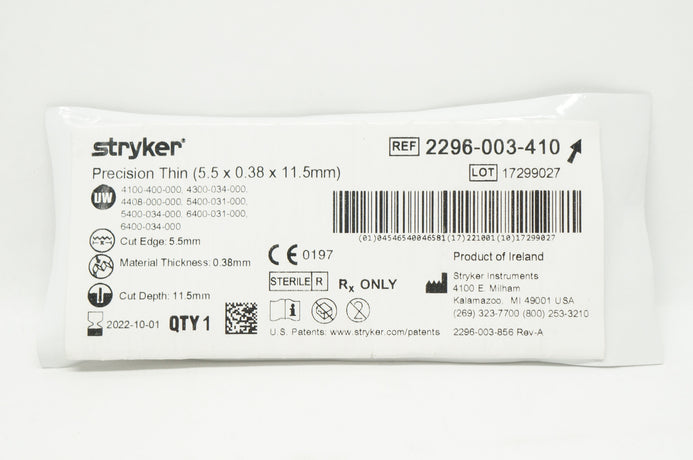 stryker®
REF 2296-003-410
Precision Thin (5.5 x 0.38 x 11.5mm)
LOT 17299027
UW
4100-400-000, 4300-034-000,
4408-000-000, 5400-031-000,
5400-034-000, 6400-031-000,
6400-034-000
(01)04546540046581(17)221001(10)17299027
Cut Edge: 5.5mm
Material Thickness: 0.38mm
Cut Depth: 11.5mm
2022-10-01 QTY 1
CE 0197
STERILE R
Rx ONLY
U.S. Patents: www.stryker.com/patents
Product of Ireland
Stryker Instruments
4100 E. Milham
Kalamazoo, MI 49001 USA
(269) 323-7700 (800) 253-3210
2296-003-856 Rev-A